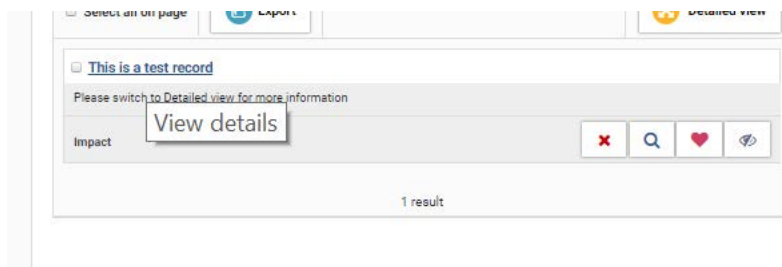 Select all on page Export Detailed view
This is a test record
Please switch to Detailed view for more information
View details
Impact
1 result